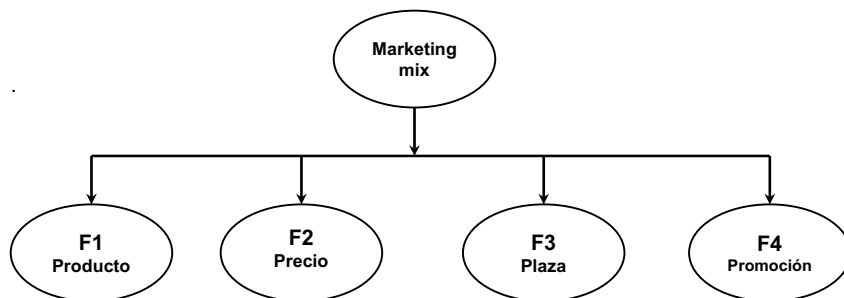 Marketing
mix
.
F1
Producto
F2
Precio
F3
Plaza
F4
Promoción